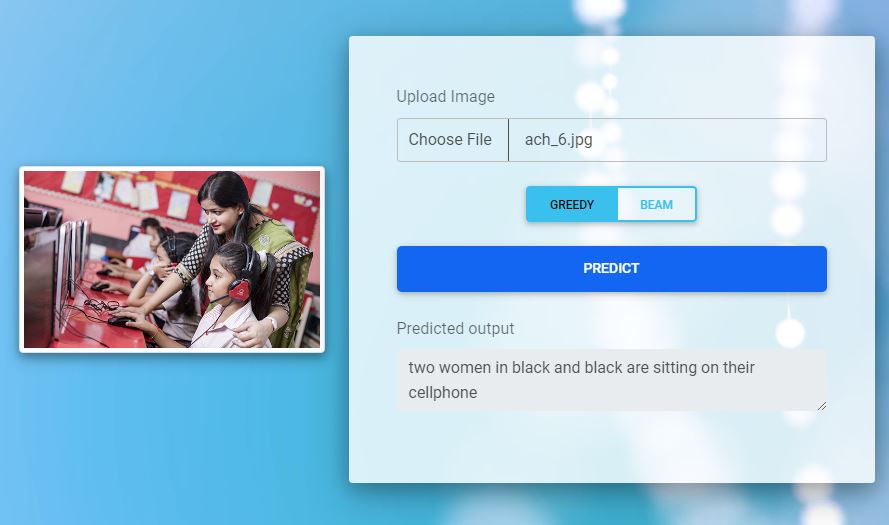 Upload Image
Choose File ach_6.jpg
GREEDY BEAM
PREDICT
Predicted output
two women in black and black are sitting on their
cellphone